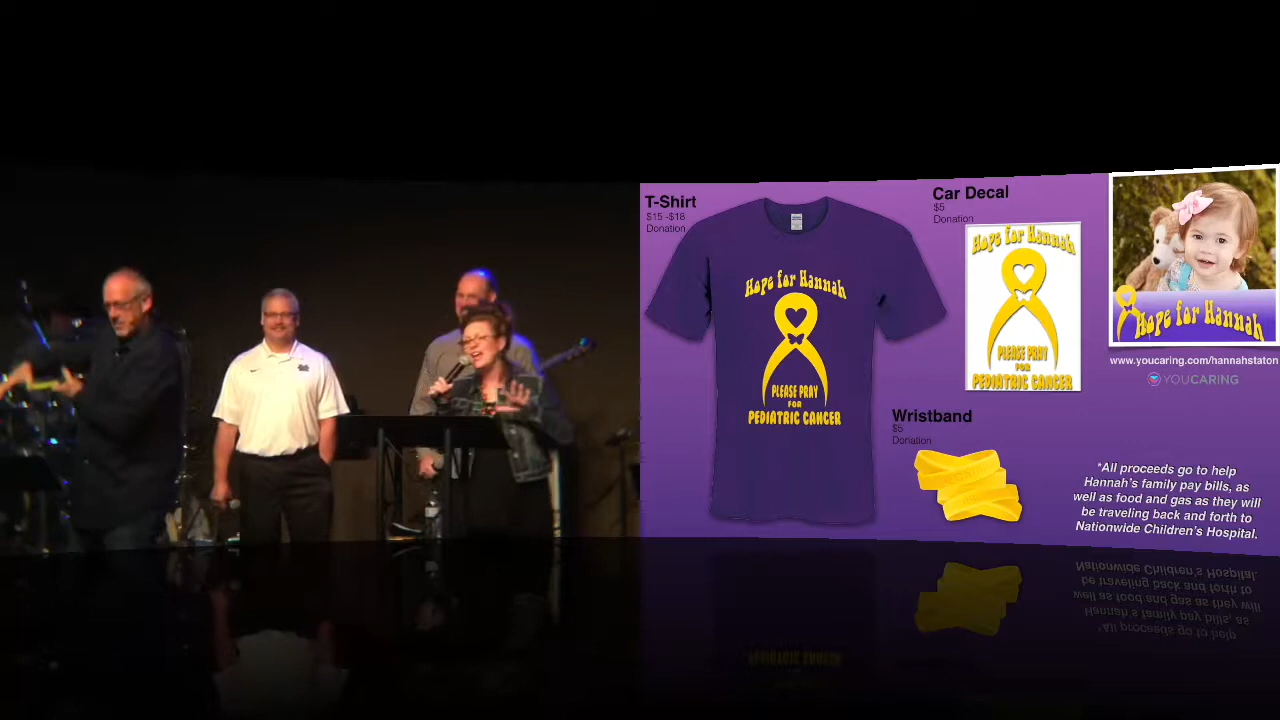 T-Shirt
$15 -$18
Donation
Hope for Hannah
PLEASE PRAY
FOR
PEDIATRIC CANCER
Car Decal
$5
Donation
Hope for Hannah
PLEASE PRAY
FOR
PEDIATRIC CANCER
Hope for Hannah
www.youcaring.com/hannahstaton
YOUCARING
Wristband
$5
Donation
*All proceeds go to help
Hannah's family pay bills, as
well as food and gas as they will
be traveling back and forth to
Nationwide Children's Hospital.